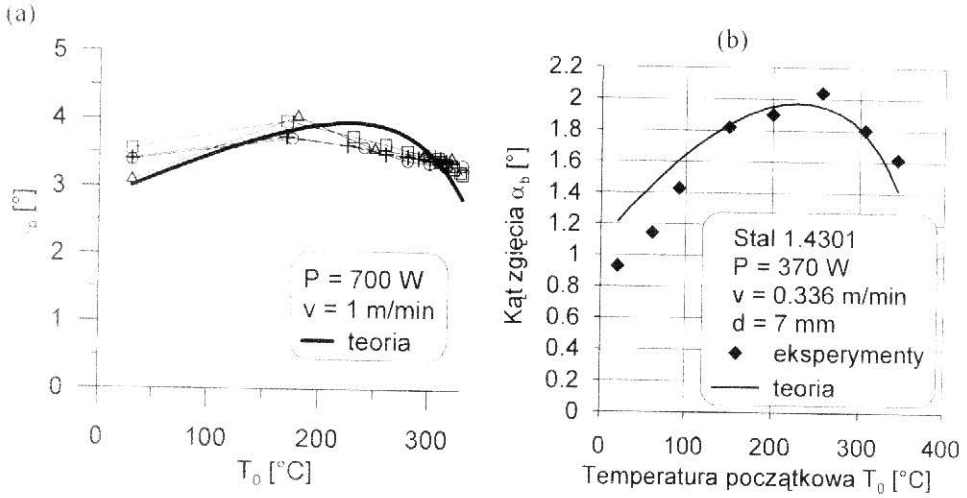 (a)
5
4
3
2
1
0
[°]
P = 700 W
v = 1 m/min
teoria
0 100 200 300
T₀ [°C]
(b)
Kąt zgięcia α_b [°]
2.2
2
1.8
1.6
1.4
1.2
1
0.8
0.6
0.4
0.2
0
Stal 1.4301
P = 370 W
v = 0.336 m/min
d = 7 mm
eksperymenty
teoria
0 100 200 300 400
Temperatura początkowa T₀ [°C]